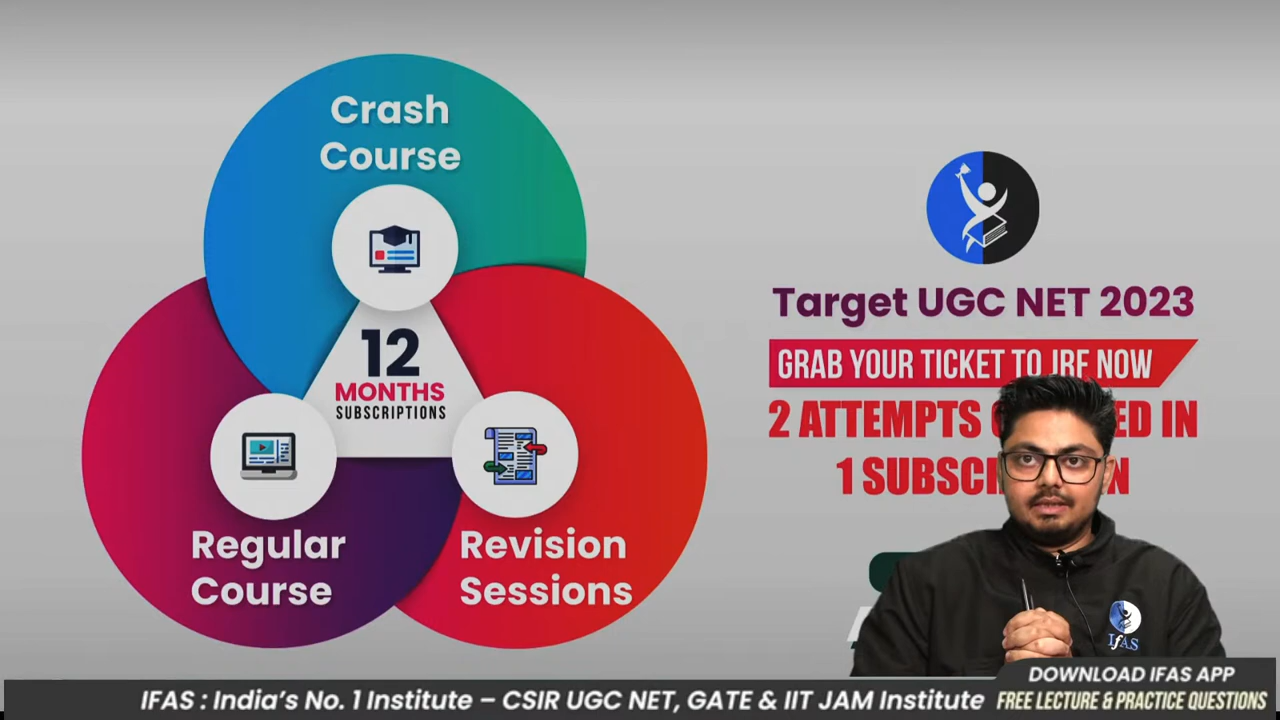 Crash
Course
12
MONTHS
SUBSCRIPTIONS
Regular
Course
Revision
Sessions
Target UGC NET 2023
GRAB YOUR TICKET TO JRF NOW
2 ATTEMPTS ED IN
1 N
IfAS
DOWNLOAD IFAS APP
IFAS : India's No. 1 Institute – CSIR UGC NET, GATE & IIT JAM Institute
FREE LECTURE & PRACTICE QUESTIONS